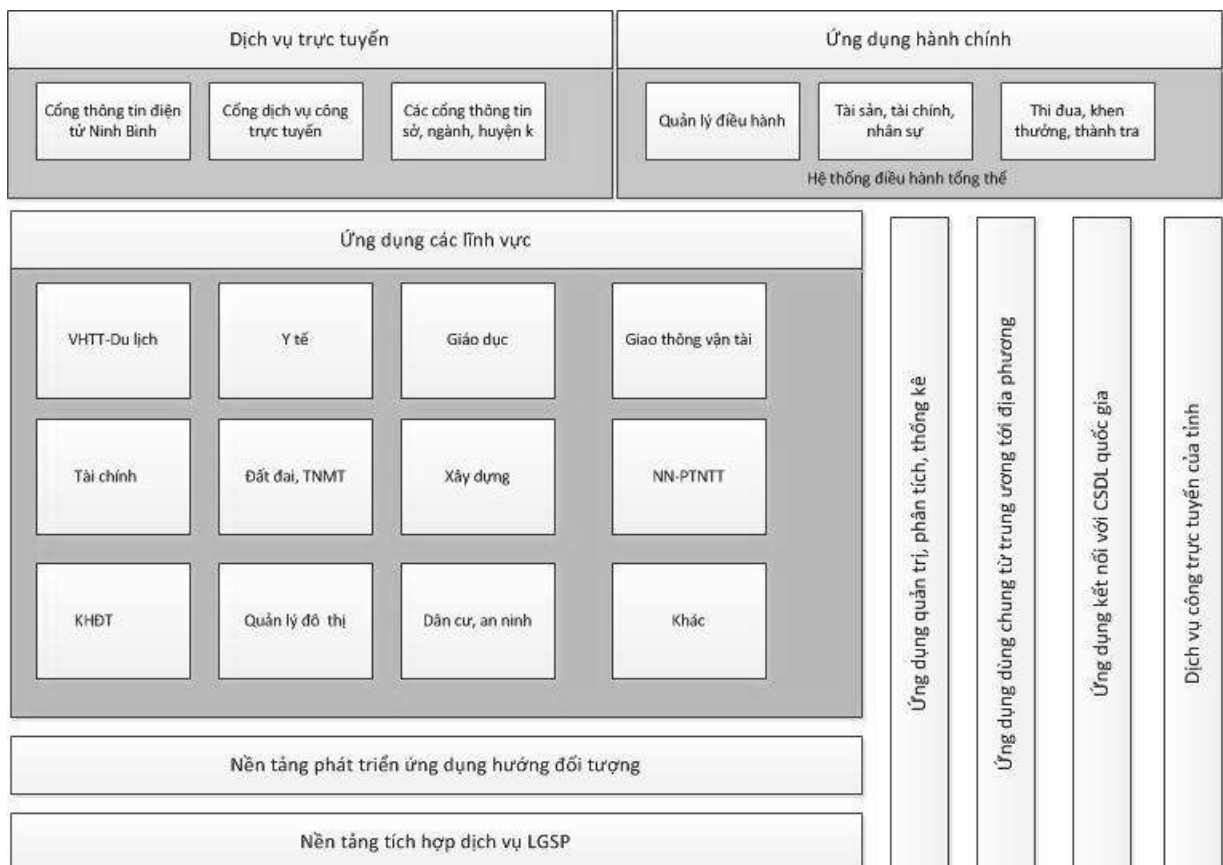 Dịch vụ trực tuyến
Cổng thông tin điện
tử Ninh Bình
Cổng dịch vụ công
trực tuyến
Các cổng thông tin
sở, ngành, huyện k
Ứng dụng hành chính
Quản lý điều hành
Tài sản, tài chính,
nhân sự
Thi đua, khen
thưởng, thành tra
Hệ thống điều hành tổng thể
Ứng dụng các lĩnh vực
VHTT-Du lịch
Y tế
Giáo dục
Giao thông vận tài
Tài chính
Đất đai, TNMT
Xây dựng
NN-PTNTT
KHĐT
Quản lý đô thị
Dân cư, an ninh
Khác
Nền tảng phát triển ứng dụng hướng đối tượng
Nền tảng tích hợp dịch vụ LGSP
Ứng dụng quản trị, phân tích, thống kê
Ứng dụng dùng chung từ trung ương tới địa phương
Ứng dụng kết nối với CSDL quốc gia
Dịch vụ công trực tuyến của tỉnh